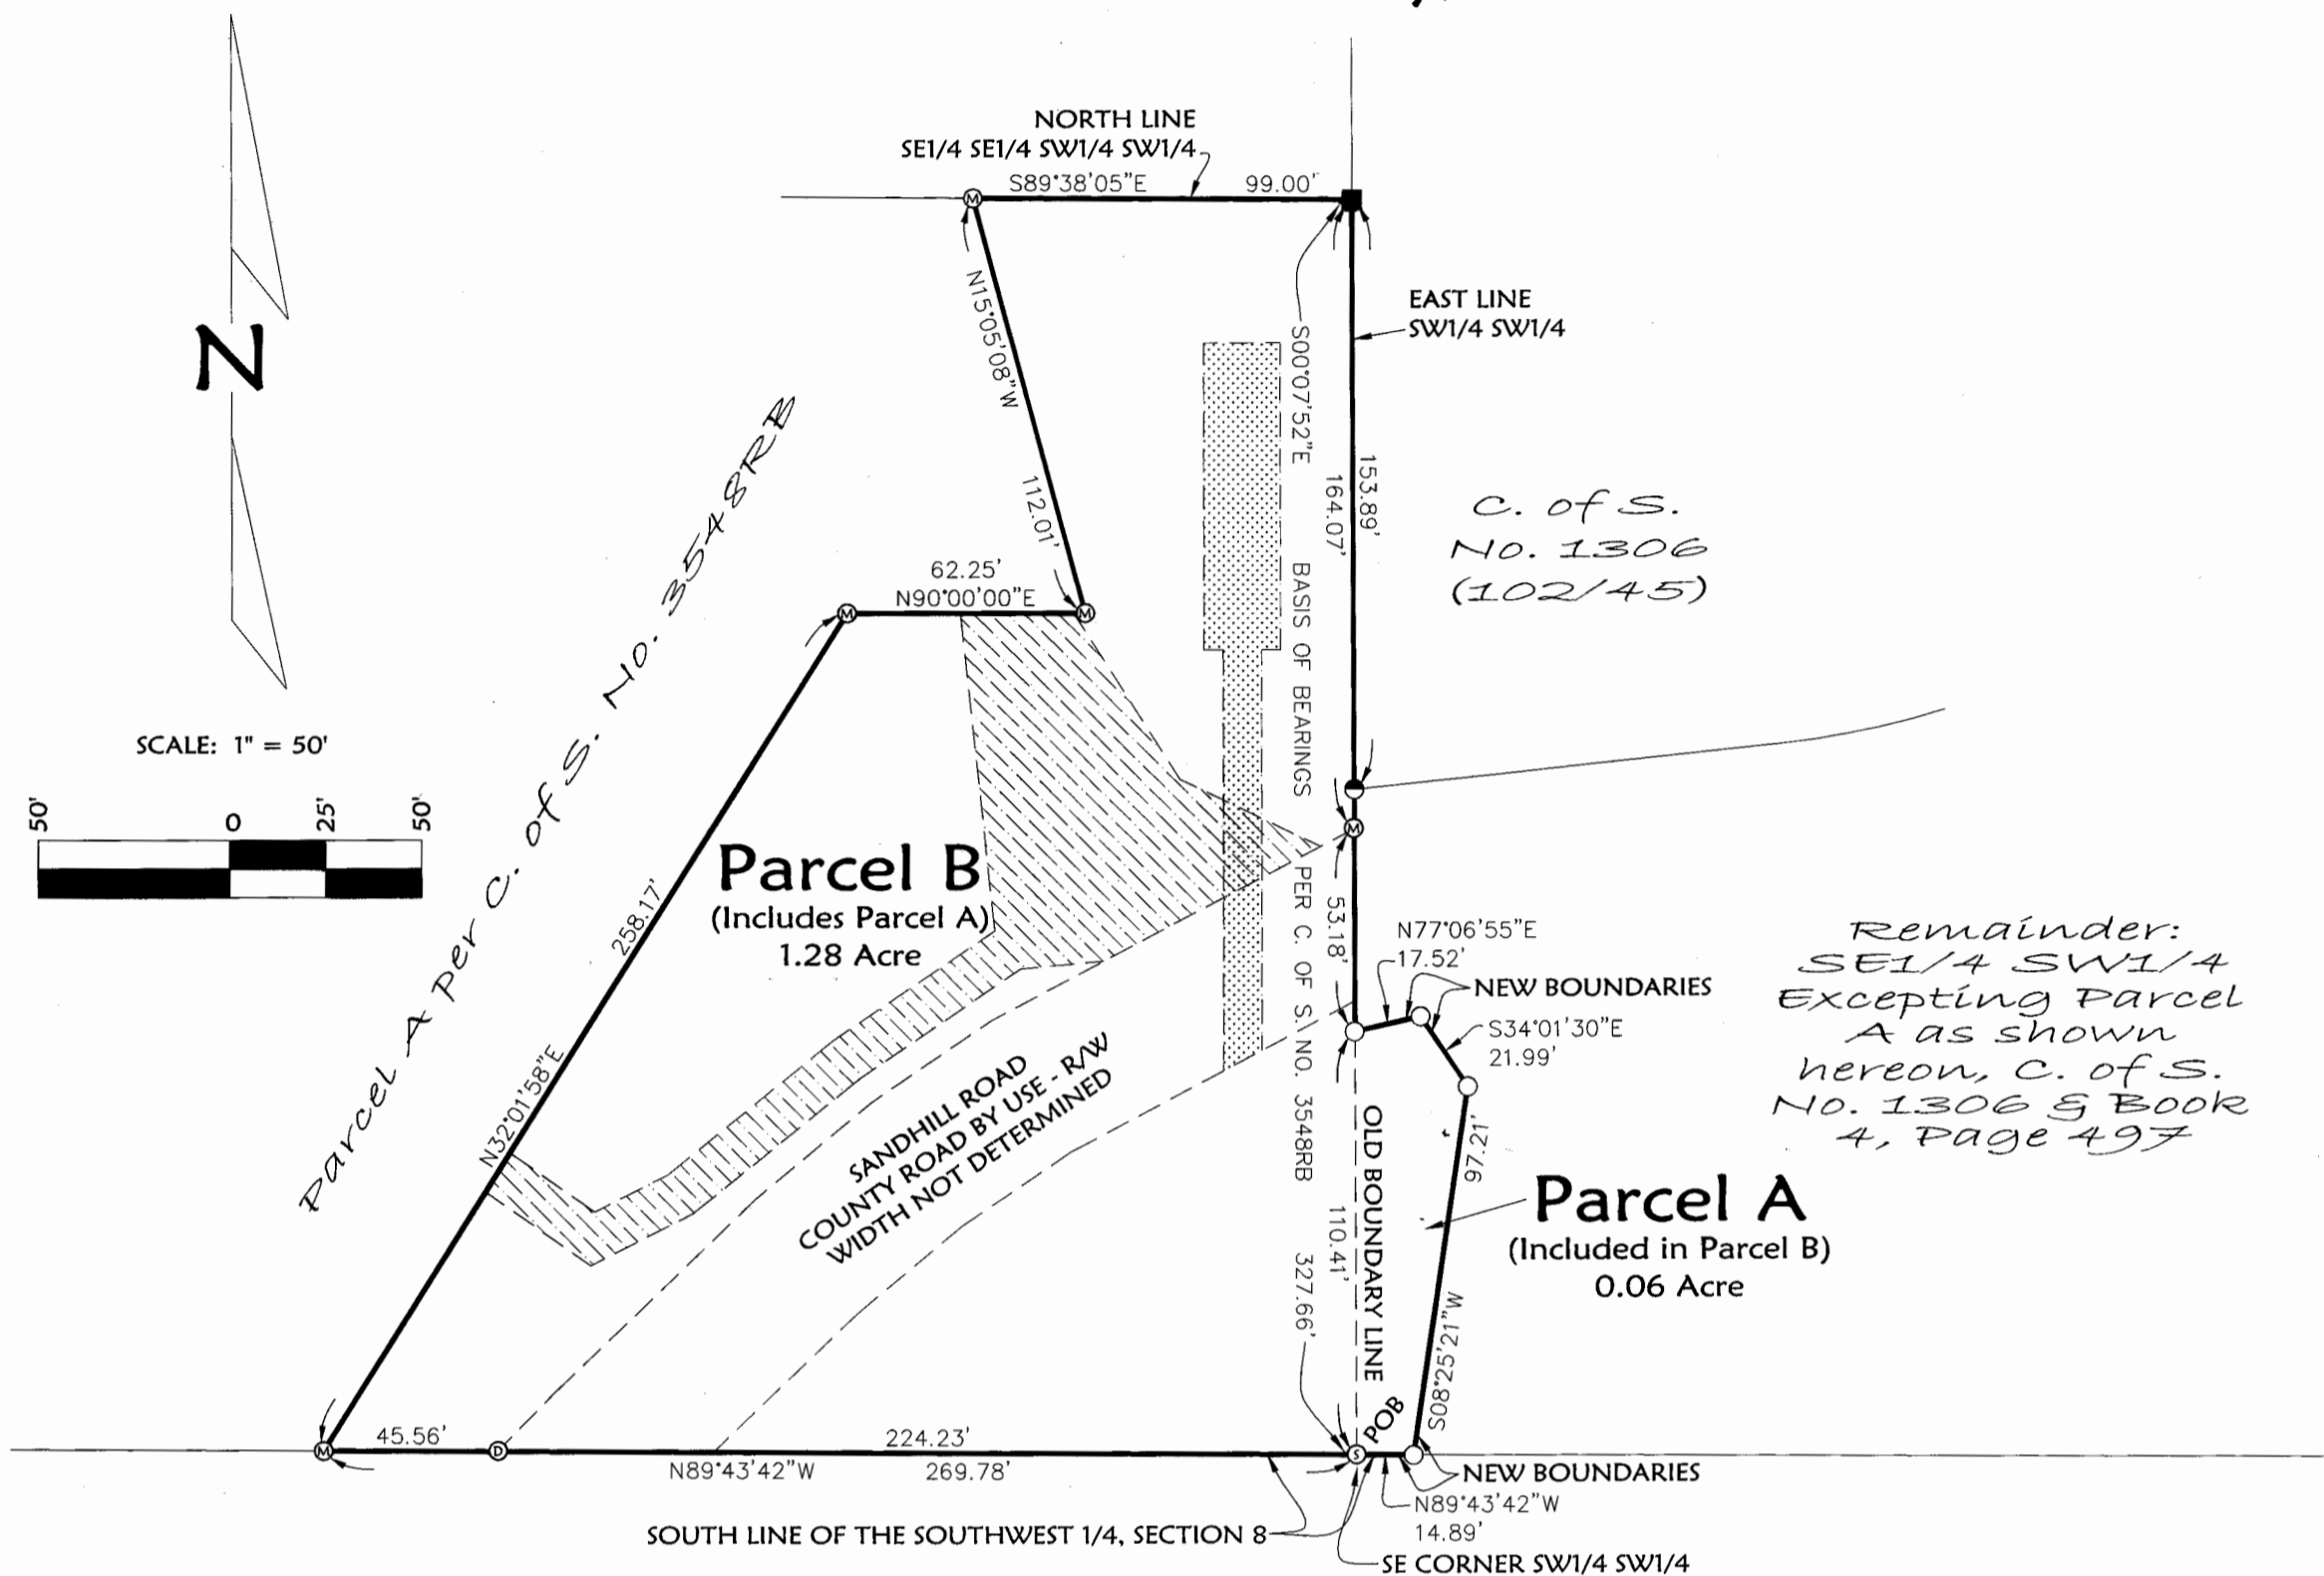 NORTH LINE
SE1/4 SE1/4 SW1/4 SW1/4
S89°38'05"E 99.00'
N
N15°05'08"W 112.01'
S00°07'52"E BASIS OF BEARINGS PER C. OF S. NO. 3548RB 327.66'
EAST LINE
SW1/4 SW1/4
153.89'
164.07'
C. of S.
No. 1306
(102/45)
Parcel A per C. of S. No. 3548RB
62.25'
N90°00'00"E
SCALE: 1" = 50'
50' 0 25' 50'
Parcel B
(Includes Parcel A)
1.28 Acre
258.17'
N32°01'58"E
53.18'
N77°06'55"E
17.52'
NEW BOUNDARIES
S34°01'30"E
21.99'
Remainder:
SE1/4 SW1/4
Excepting Parcel
A as shown
hereon, C. of S.
No. 1306 & Book
4, Page 497
SANDHILL ROAD
COUNTY ROAD BY USE - R/W
WIDTH NOT DETERMINED
OLD BOUNDARY LINE
110.41'
97.21'
S08°25'21"W
Parcel A
(Included in Parcel B)
0.06 Acre
POB
M
M
M
M
M
D
S
45.56'
224.23'
N89°43'42"W 269.78'
NEW BOUNDARIES
N89°43'42"W
14.89'
SOUTH LINE OF THE SOUTHWEST 1/4, SECTION 8
SE CORNER SW1/4 SW1/4